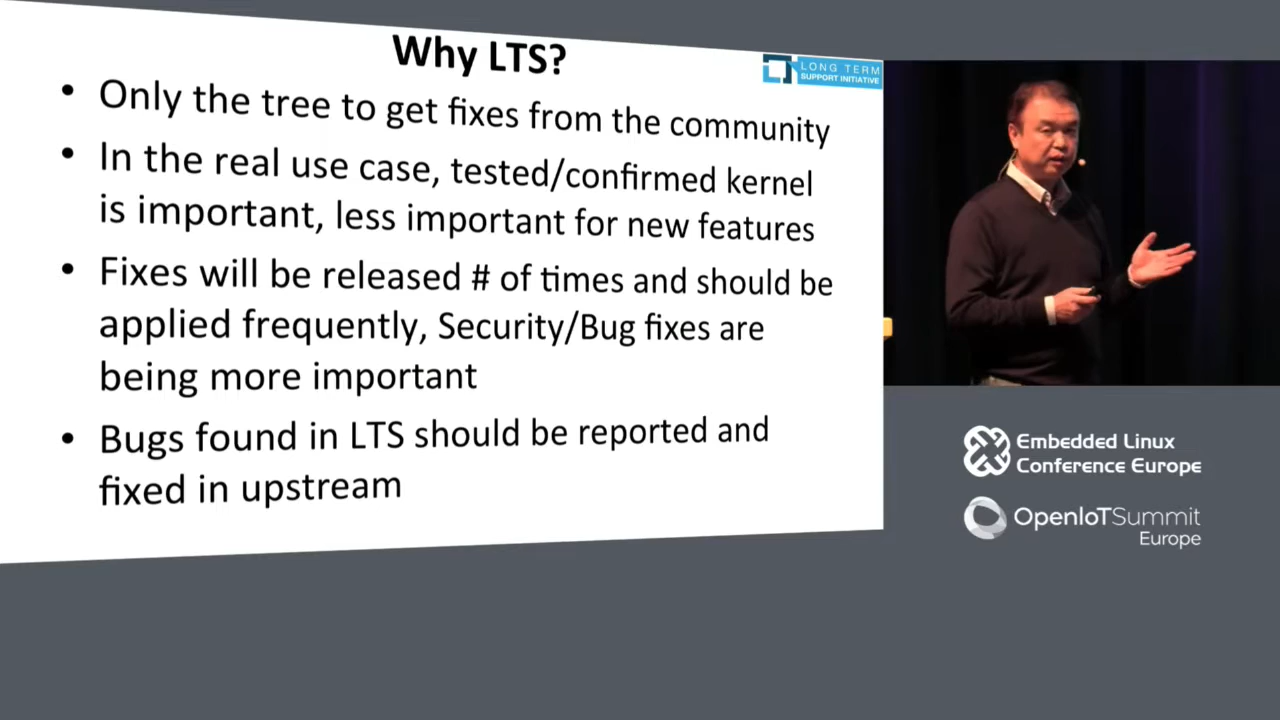 Why LTS?
LONG TERM
SUPPORT INITIATIVE
• Only the tree to get fixes from the community
• In the real use case, tested/confirmed kernel
is important, less important for new features
• Fixes will be released # of times and should be
applied frequently, Security/Bug fixes are
being more important
• Bugs found in LTS should be reported and
fixed in upstream
Embedded Linux
Conference Europe
OpenIoTSummit
Europe